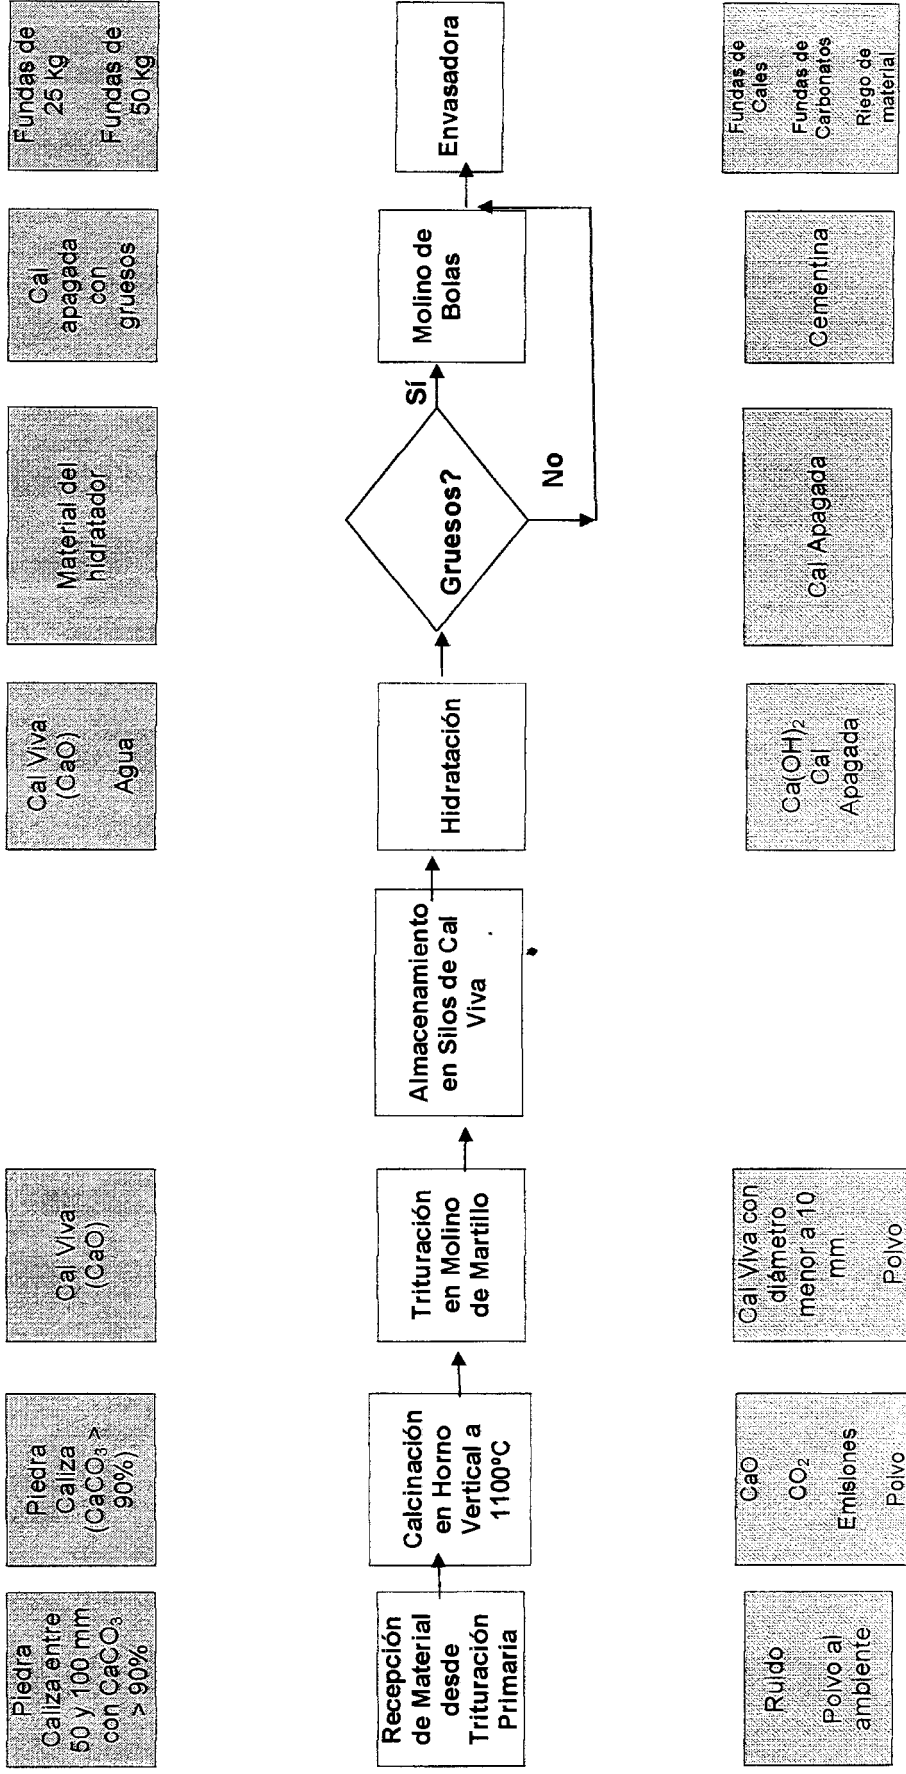 Piedra
Caliza entre
50 y 100 mm
con CaCO3
> 90%
Piedra
Caliza
(CaCO3 >
90%)
Cal Viva
(CaO)
Cal Viva
(CaO)
Agua
Material del
hidratador
Cal
apagada
con
gruesos
Fundas de
25 kg
Fundas de
50 kg
Recepción
de Material
desde
Trituración
Primaria
Calcinación
en Horno
Vertical a
1100ºC
Trituración
en Molino
de Martillo
Almacenamiento
en Silos de Cal
Viva
Hidratación
Gruesos?
Sí
No
Molino de
Bolas
Envasadora
Ruido
Polvo al
ambiente
CaO
CO2
Emisiones
Polvo
Cal Viva con
diámetro
menor a 10
mm.
Polvo
Ca(OH)2
Cal
Apagada
Cal Apagada
Cementina
Fundas de
Cales
Fundas de
Carbonatos
Riego de
material